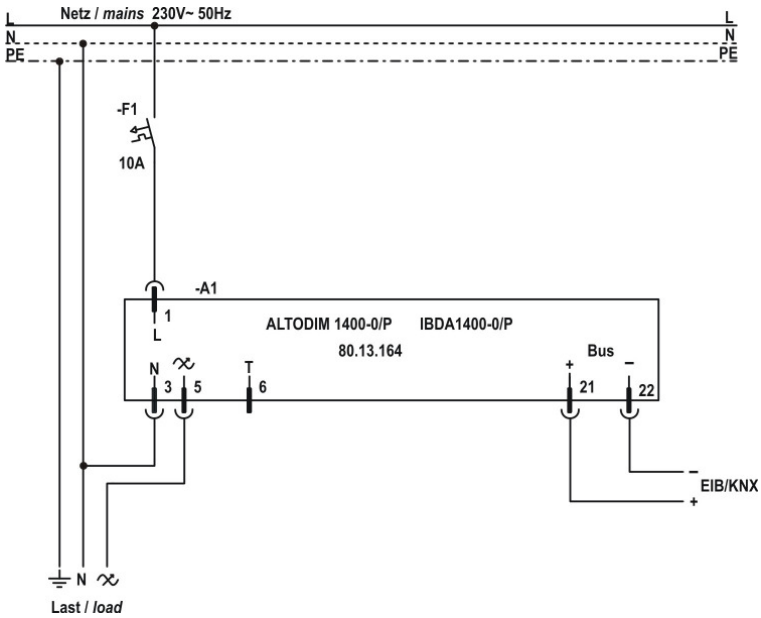 Netz / mains 230V~ 50Hz
L L
N N
PE PE
-F1
10A
-A1
1
L
ALTODIM 1400-0/P IBDA1400-0/P
80.13.164
Bus
N T + −
3 5 6 21 22
−
EIB/KNX
+
N
Last / load